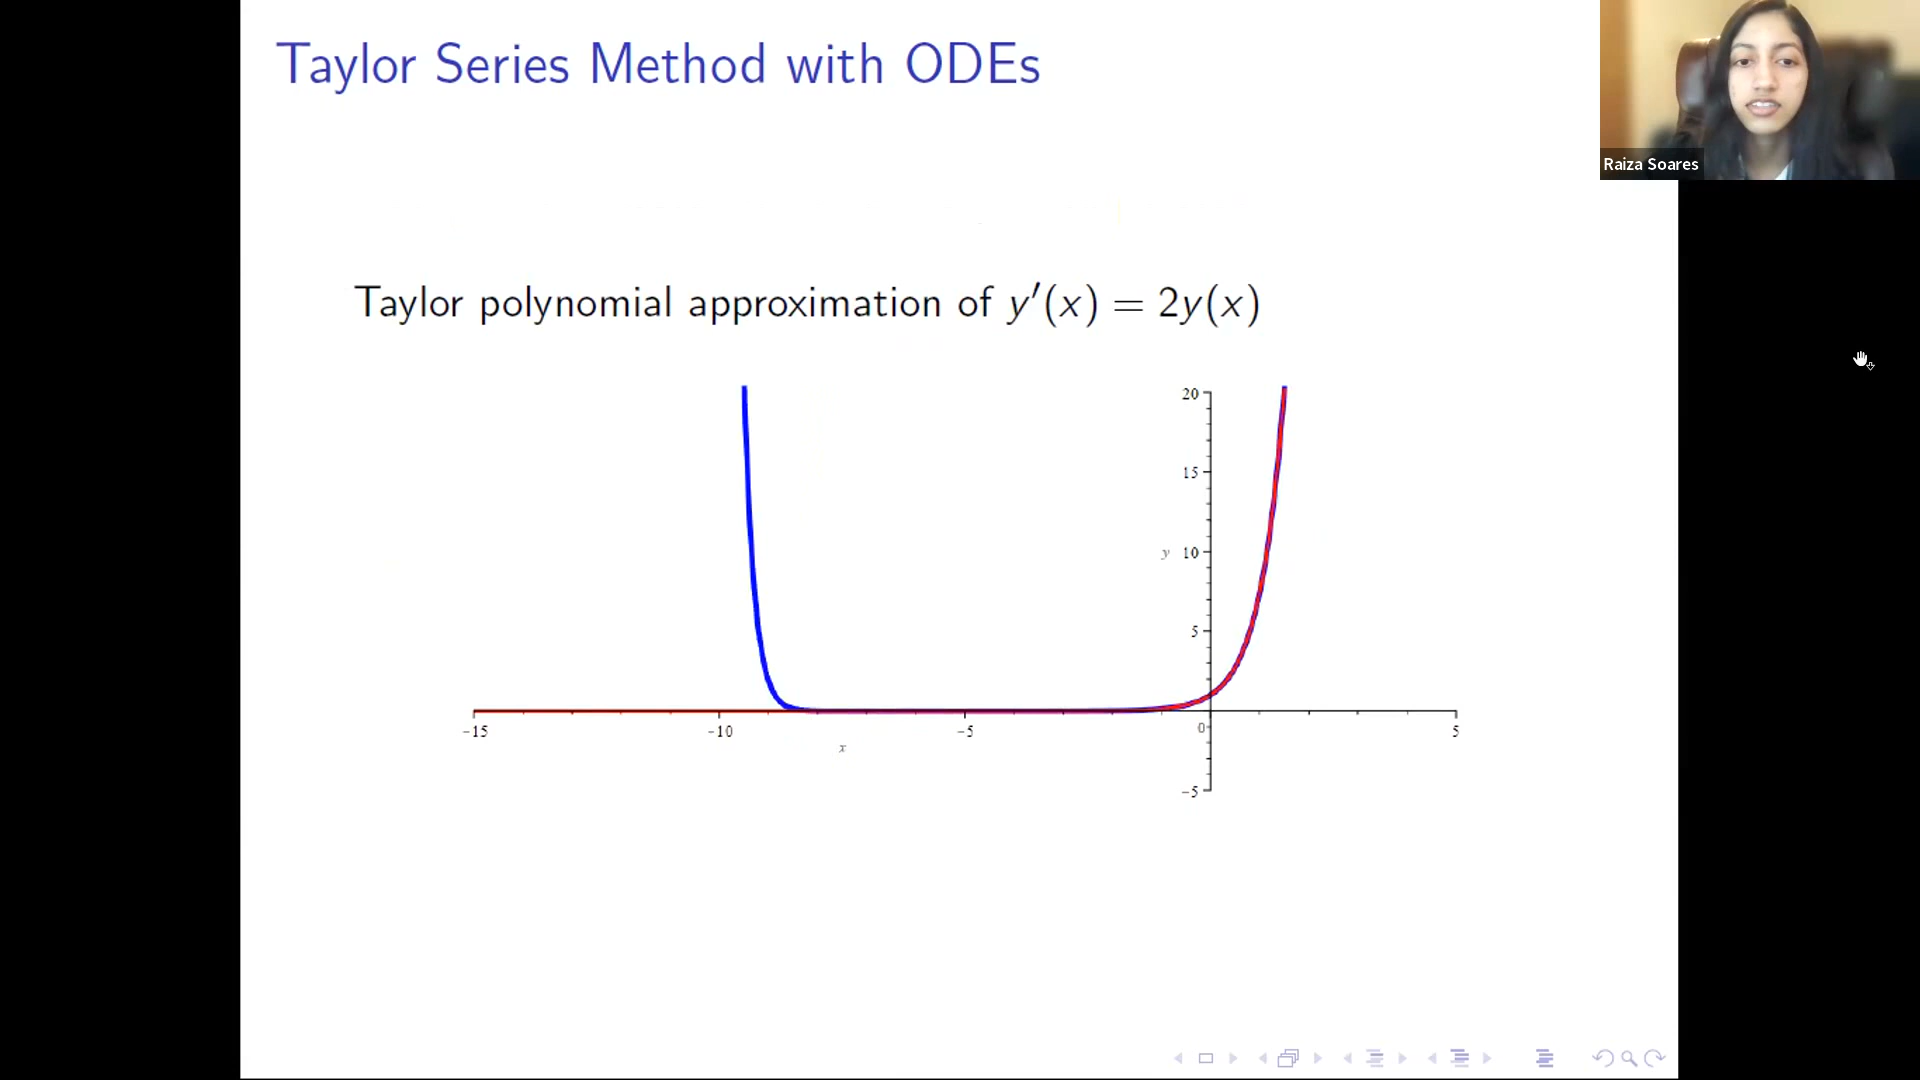 Taylor Series Method with ODEs
Raiza Soares
Taylor polynomial approximation of y′(x) = 2y(x)
20
15
y 10
5
−15 −10 −5 0 5
x
−5